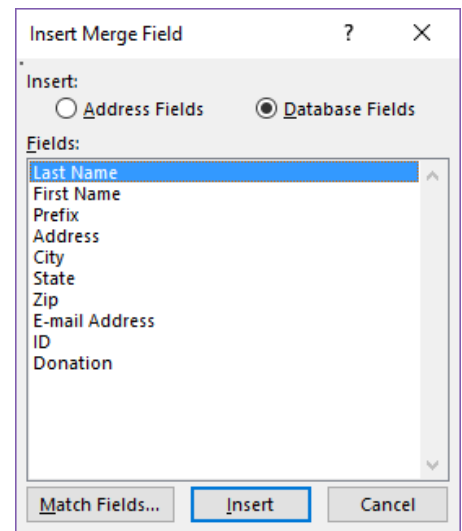 Insert Merge Field ?
Insert:
Address Fields Database Fields
Fields:
Last Name
First Name
Prefix
Address
City
State
Zip
E-mail Address
ID
Donation
Match Fields... Insert Cancel